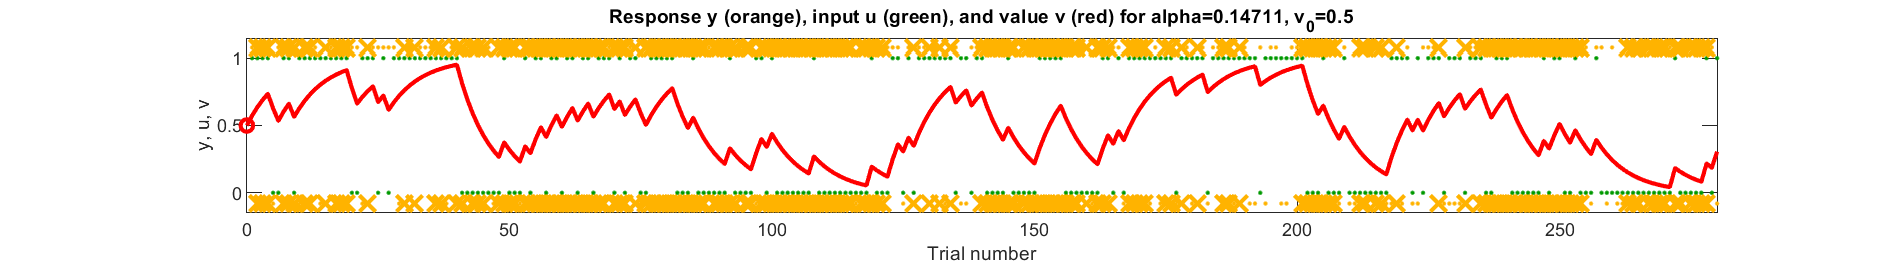 Response y (orange), input u (green), and value v (red) for alpha=0.14711, v₀=0.5
y, u, v
1
0.5
0
0 50 100 150 200 250
Trial number